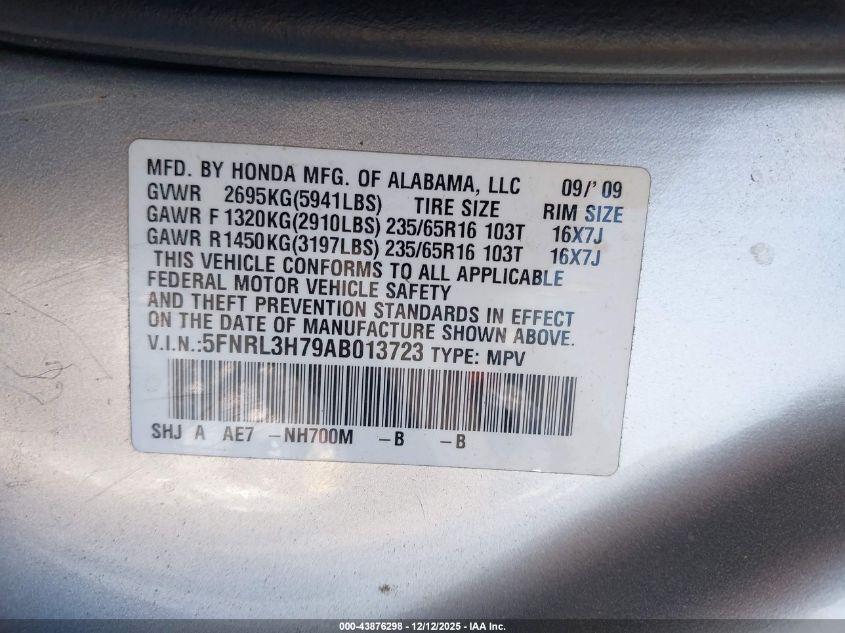 MFD. BY HONDA MFG. OF ALABAMA, LLC 09/'09
GVWR 2695KG(5941LBS) TIRE SIZE RIM SIZE
GAWR F 1320KG(2910LBS) 235/65R16 103T 16X7J
GAWR R1450KG(3197LBS) 235/65R16 103T 16X7J
THIS VEHICLE CONFORMS TO ALL APPLICABLE
FEDERAL MOTOR VEHICLE SAFETY
AND THEFT PREVENTION STANDARDS IN EFFECT
ON THE DATE OF MANUFACTURE SHOWN ABOVE.
V.I.N.:5FNRL3H79AB013723 TYPE: MPV
SHJ A AE7 -NH700M -B -B
000-43876298 - 12/12/2025 - IAA Inc.